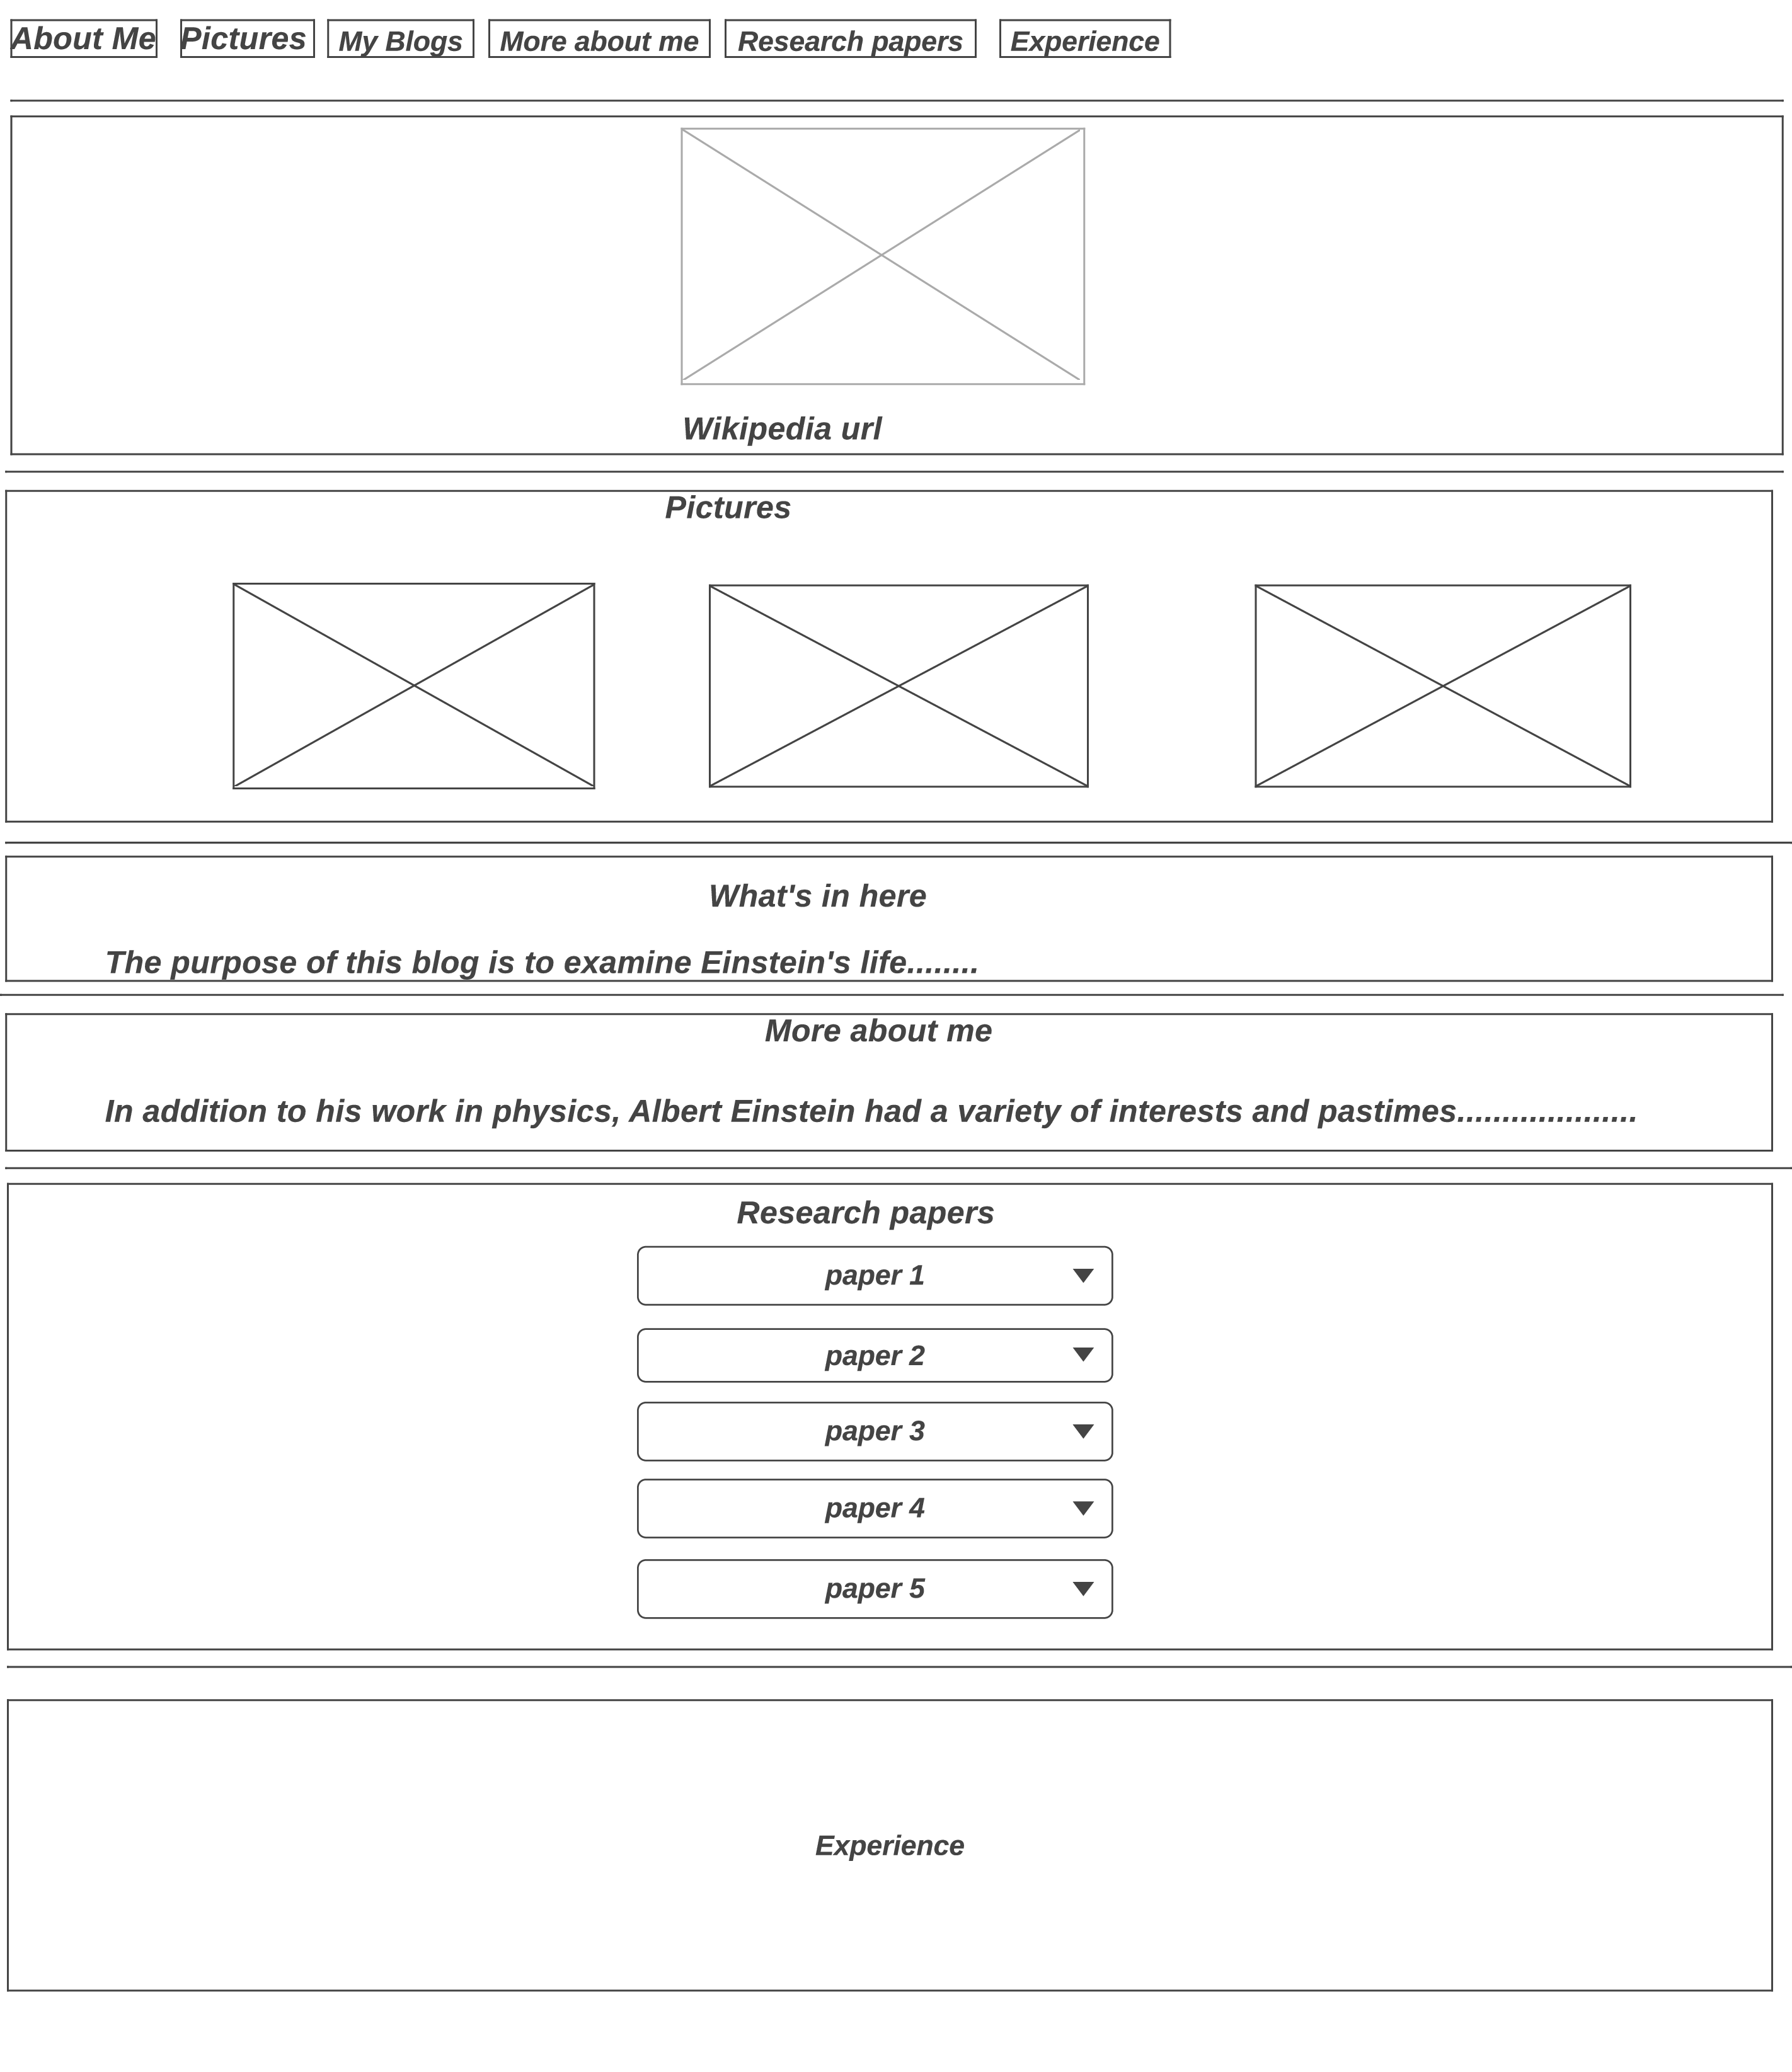 About Me Pictures My Blogs More about me Research papers Experience
Wikipedia url
Pictures
What's in here
The purpose of this blog is to examine Einstein's life........
More about me
In addition to his work in physics, Albert Einstein had a variety of interests and pastimes....................
Research papers
paper 1
paper 2
paper 3
paper 4
paper 5
Experience